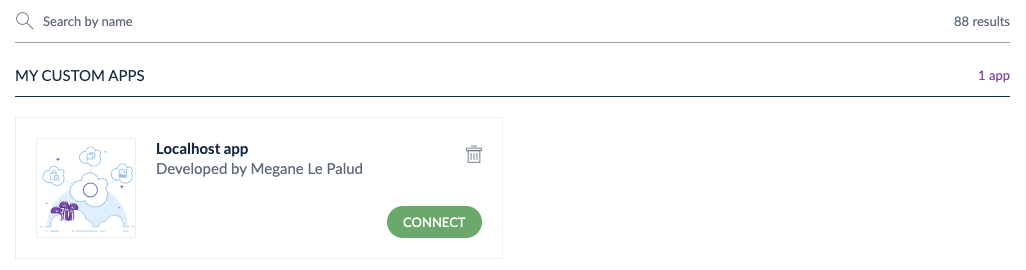 Search by name
88 results
MY CUSTOM APPS
1 app
Localhost app
Developed by Megane Le Palud
CONNECT